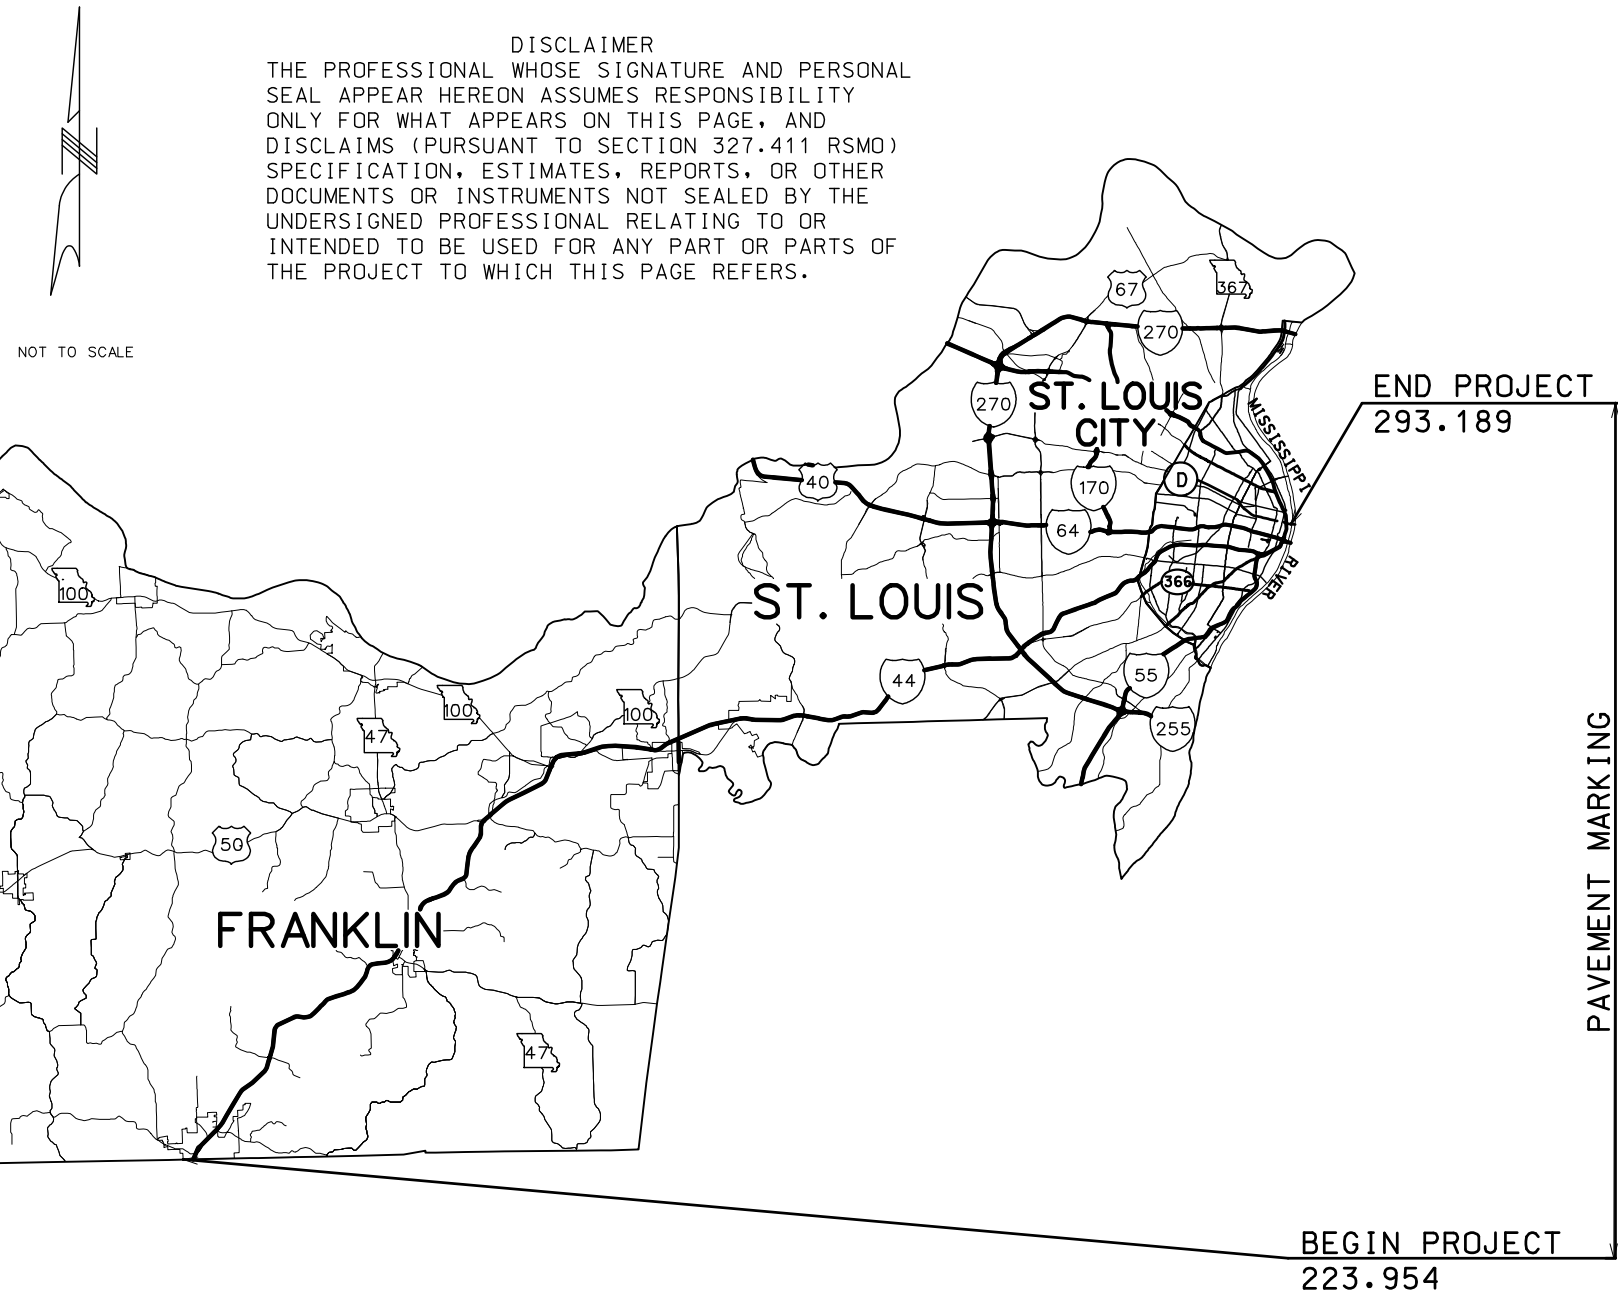 DISCLAIMER
THE PROFESSIONAL WHOSE SIGNATURE AND PERSONAL
SEAL APPEAR HEREON ASSUMES RESPONSIBILITY
ONLY FOR WHAT APPEARS ON THIS PAGE, AND
DISCLAIMS (PURSUANT TO SECTION 327.411 RSMO)
SPECIFICATION, ESTIMATES, REPORTS, OR OTHER
DOCUMENTS OR INSTRUMENTS NOT SEALED BY THE
UNDERSIGNED PROFESSIONAL RELATING TO OR
INTENDED TO BE USED FOR ANY PART OR PARTS OF
THE PROJECT TO WHICH THIS PAGE REFERS.
N
NOT TO SCALE
67
367
270
270
ST. LOUIS
CITY
MISSISSIPPI
RIVER
END PROJECT
293.189
40
170
D
64
366
100
ST. LOUIS
44
55
255
100
100
47
50
FRANKLIN
47
PAVEMENT MARKING
BEGIN PROJECT
223.954